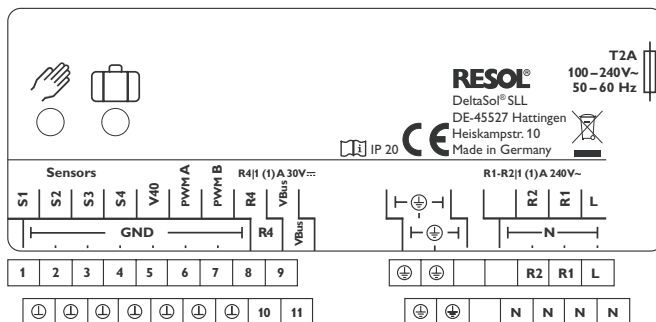 T2A
100–240V~
50–60 Hz
RESOL®
DeltaSol® SLL
DE-45527 Hattingen
Heiskampstr. 10
Made in Germany
IP 20 CE
Sensors
R4|1 (1) A 30V⎓
R1-R2|1 (1) A 240V~
S1 S2 S3 S4 V40 PWM A PWM B R4 VBus
R2 R1 L
GND R4 VBus
N
1 2 3 4 5 6 7 8 9
R2 R1 L
10 11
N N N N